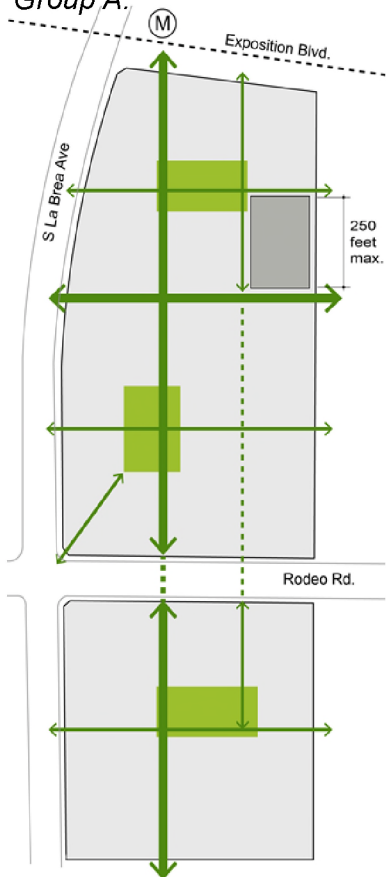 Group A:
M
Exposition Blvd.
S La Brea Ave
250
feet
max.
Rodeo Rd.